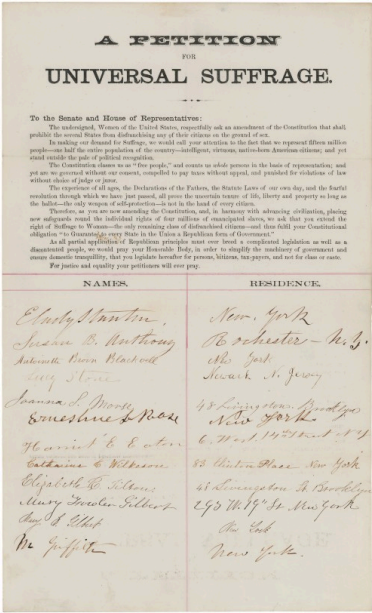 A PETITION
FOR
UNIVERSAL SUFFRAGE.
To the Senate and House of Representatives:
The undersigned, Women of the United States, respectfully ask an amendment of the Constitution that shall
prohibit the several States from disfranchising any of their citizens on the ground of sex.
In making our demand for Suffrage, we would call your attention to the fact that we represent fifteen million
people—one half the entire population of the country—intelligent, virtuous, native-born American citizens; and yet
stand outside the pale of political recognition.
The Constitution classes us as "free people," and counts us whole persons in the basis of representation; and
yet are we governed without our consent, compelled to pay taxes without appeal, and punished for violations of law
without choice of judge or juror.
The experience of all ages, the Declarations of the Fathers, the Statute Laws of our own day, and the fearful
revolution through which we have just passed, all prove the uncertain tenure of life, liberty and property so long as
the ballot—the only weapon of self-protection—is not in the hand of every citizen.
Therefore, as you are now amending the Constitution, and, in harmony with advancing civilization, placing
new safeguards round the individual rights of four millions of emancipated slaves, we ask that you extend the
right of Suffrage to Woman—the only remaining class of disfranchised citizens—and thus fulfil your Constitutional
obligation "to Guarantee to every State in the Union a Republican form of Government."
As all partial application of Republican principles must ever breed a complicated legislation as well as a
discontented people, we would pray your Honorable Body, in order to simplify the machinery of government and
ensure domestic tranquility, that you legislate hereafter for persons, citizens, tax-payers, and not for class or caste.
For justice and equality your petitioners will ever pray.
NAMES. RESIDENCE.
E Cady Stanton, New York
Susan B. Anthony Rochester - N.Y.
Antoinette Brown Blackwell New York
Lucy Stone Newark N. Jersey
Joanna S. Morse 48 Livingston. Brooklyn
Ernestine L Rose New York
Harriet E. Eaton 6. West. 14th Street N.Y.
Catharine C Wilkeson 83 Clinton Place New York
Elizabeth R. Tilton 48 Livingston St. Brooklyn
Mary Fowler Gilbert 293 W. 19th St New York
Gilbert New York
M Griffith New York.